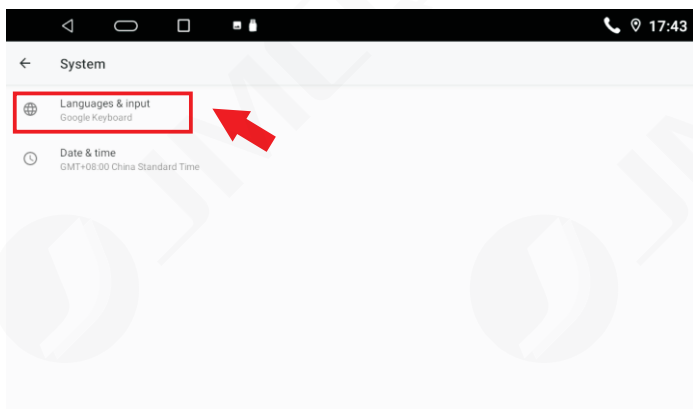 17:43
System
Languages & input
Google Keyboard
Date & time
GMT+08:00 China Standard Time